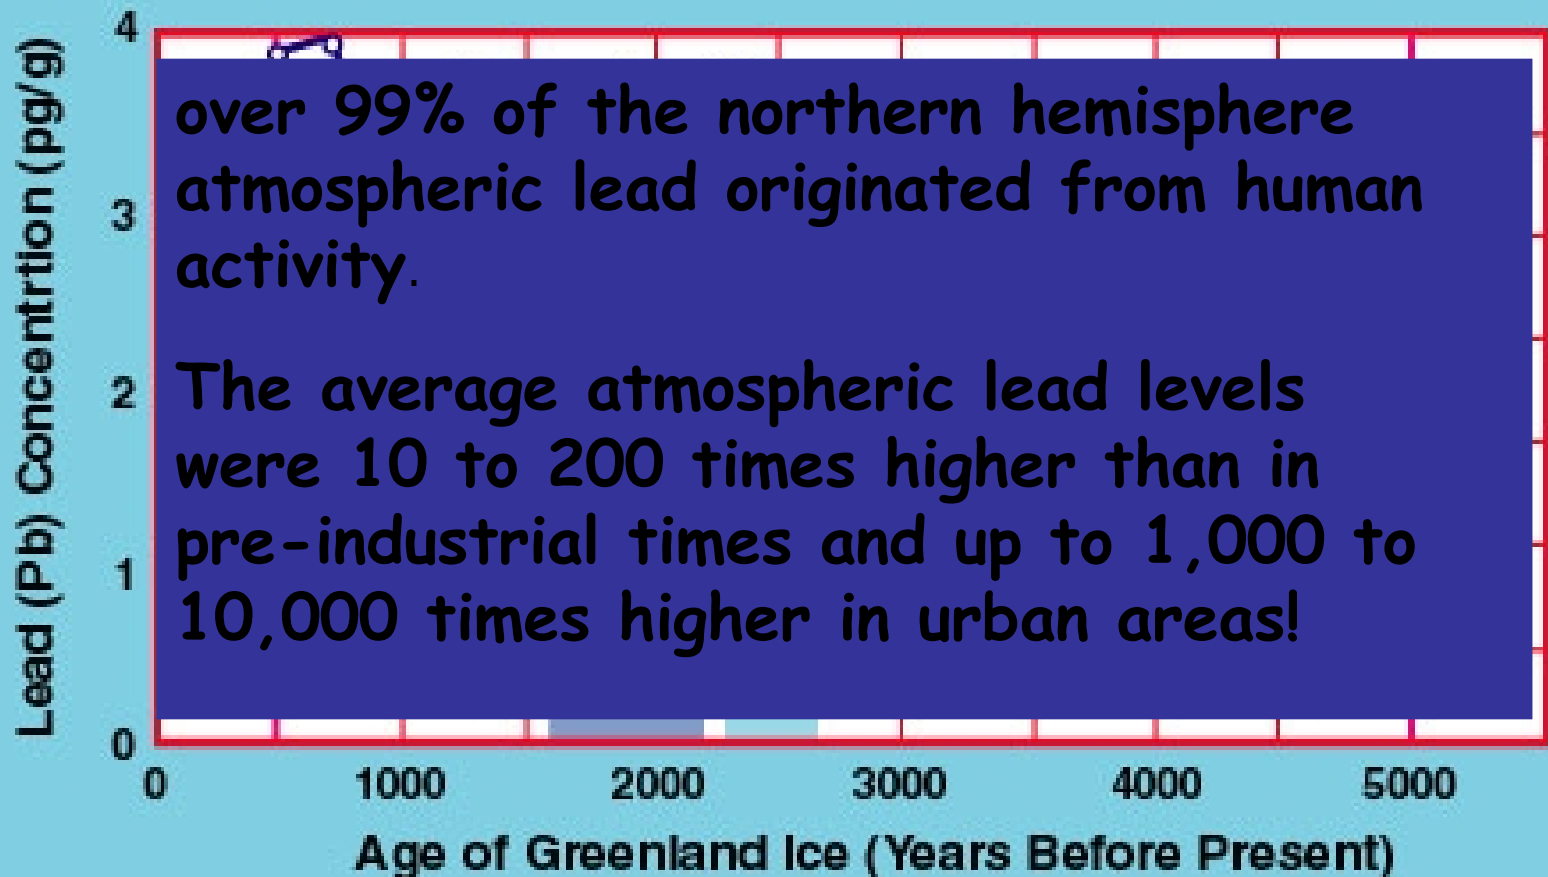 4
over 99% of the northern hemisphere
atmospheric lead originated from human
activity.
The average atmospheric lead levels
were 10 to 200 times higher than in
pre-industrial times and up to 1,000 to
10,000 times higher in urban areas!
3
2
1
0
Lead (Pb) Concentrtion (pg/g)
0 1000 2000 3000 4000 5000
Age of Greenland Ice (Years Before Present)